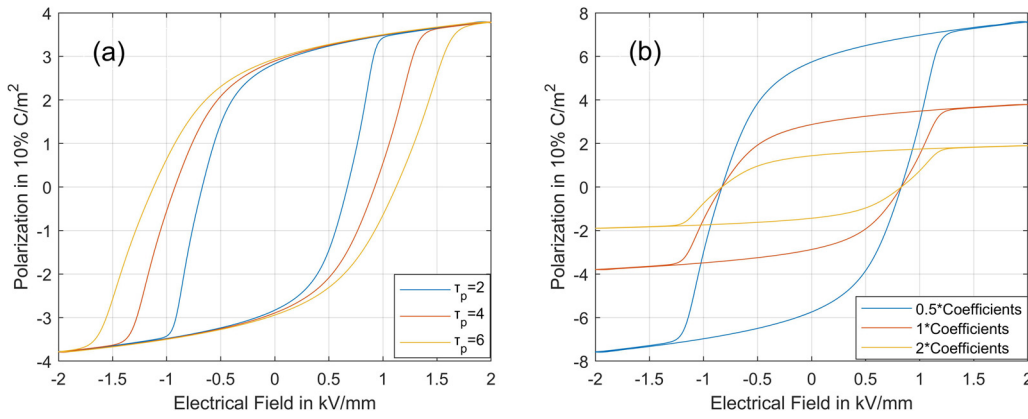 (a)
Polarization in 10% C/m²
4
3
2
1
0
-1
-2
-3
-4
-2 -1.5 -1 -0.5 0 0.5 1 1.5 2
Electrical Field in kV/mm
τp=2
τp=4
τp=6
(b)
Polarization in 10% C/m²
8
6
4
2
0
-2
-4
-6
-8
-2 -1.5 -1 -0.5 0 0.5 1 1.5 2
Electrical Field in kV/mm
0.5*Coefficients
1*Coefficients
2*Coefficients